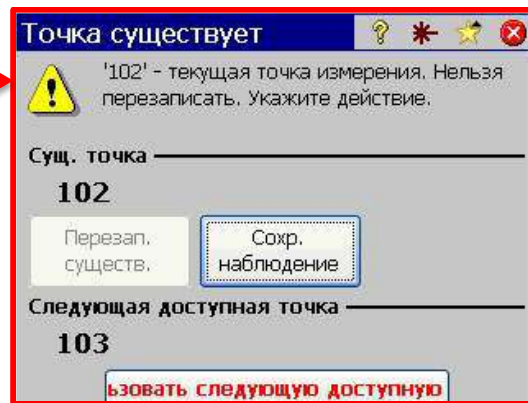 Точка существует
'102' - текущая точка измерения. Нельзя
перезаписать. Укажите действие.
Сущ. точка
102
Перезап.
существ.
Сохр.
наблюдение
Следующая доступная точка
103
ьзовать следующую доступную